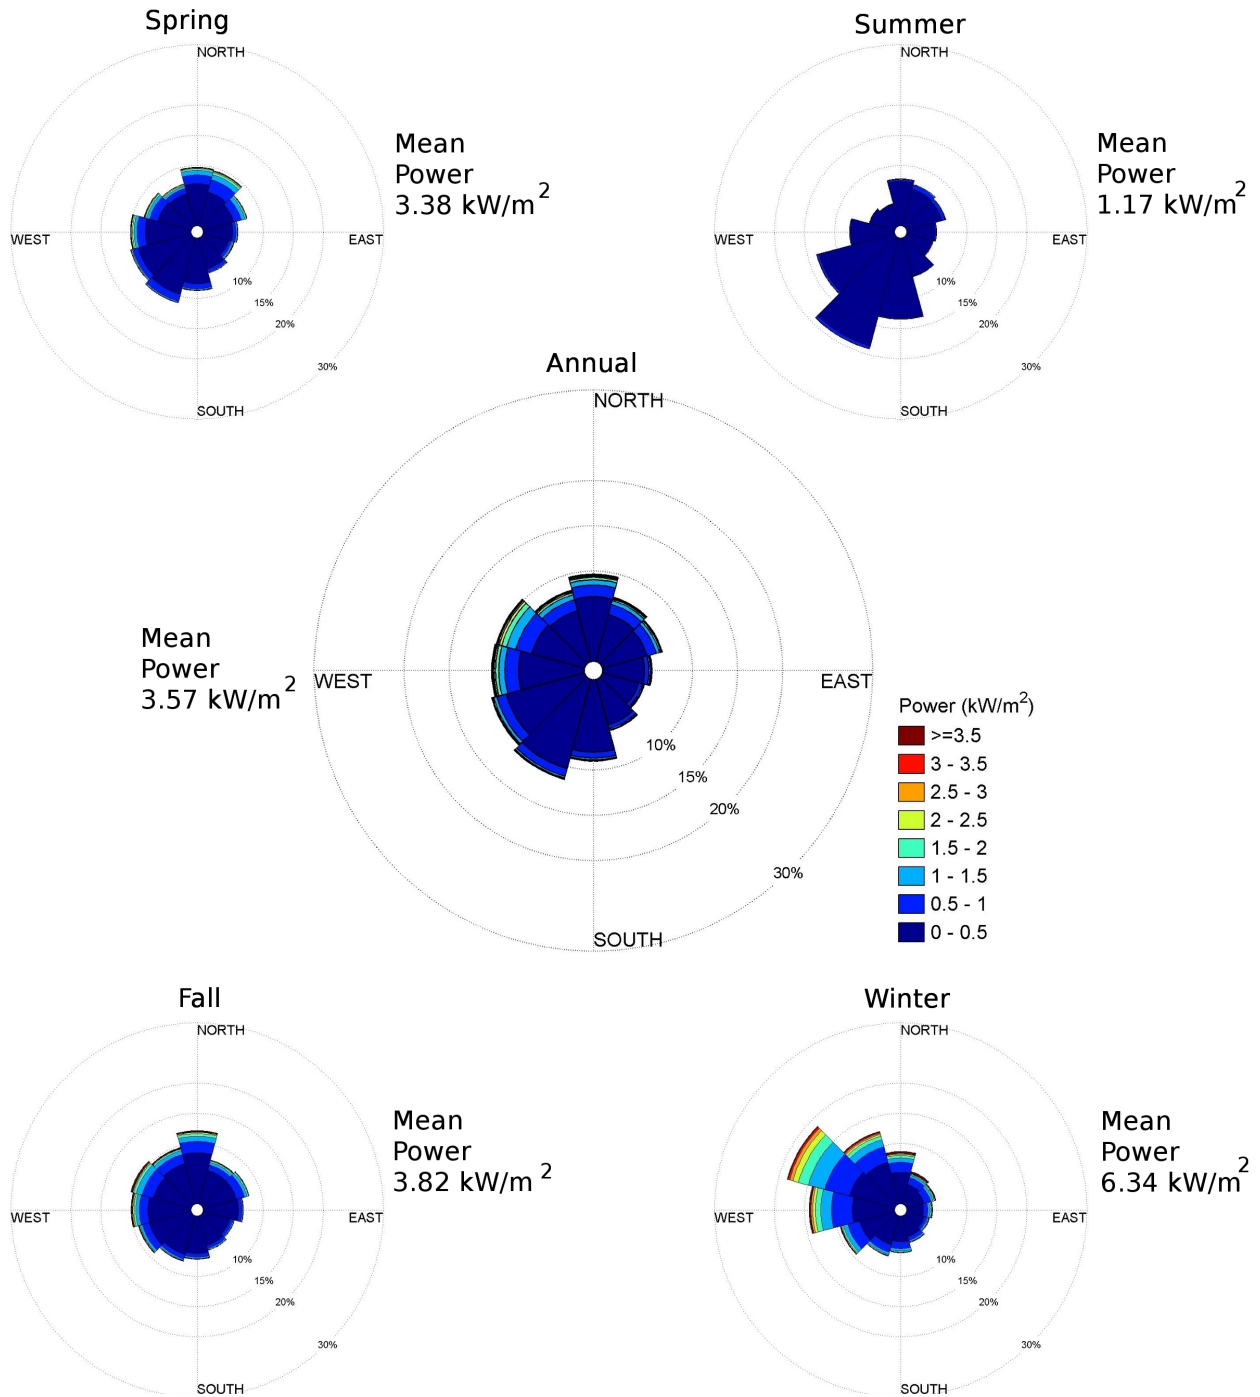 Spring
NORTH
WEST
EAST
SOUTH
10%
15%
20%
30%
Mean
Power
3.38 kW/m²
Summer
NORTH
WEST
EAST
SOUTH
10%
15%
20%
30%
Mean
Power
1.17 kW/m²
Annual
NORTH
WEST
EAST
SOUTH
10%
15%
20%
30%
Mean
Power
3.57 kW/m²
Power (kW/m²)
>=3.5
3 - 3.5
2.5 - 3
2 - 2.5
1.5 - 2
1 - 1.5
0.5 - 1
0 - 0.5
Fall
NORTH
WEST
EAST
SOUTH
10%
15%
20%
30%
Mean
Power
3.82 kW/m²
Winter
NORTH
WEST
EAST
SOUTH
10%
15%
20%
30%
Mean
Power
6.34 kW/m²